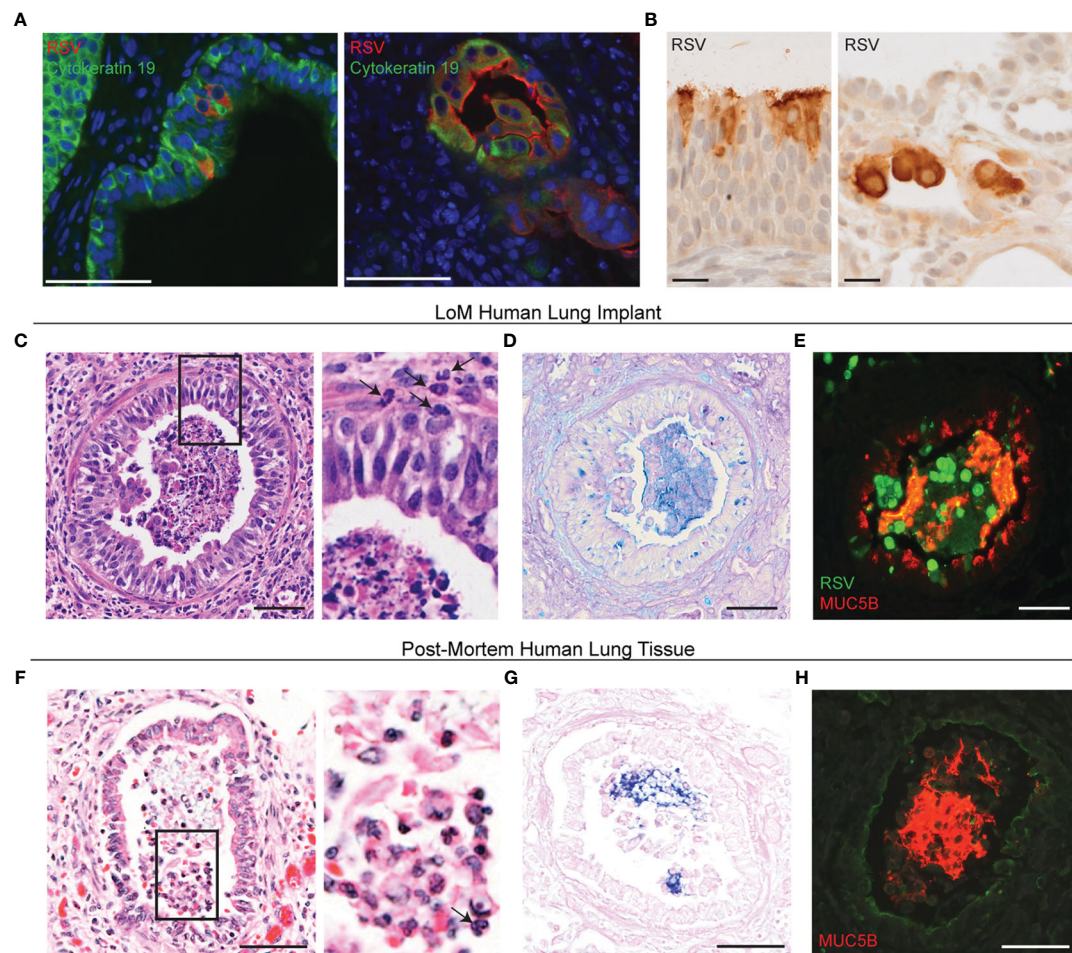 A
B
RSV
Cytokeratin 19
RSV
Cytokeratin 19
RSV
RSV
LoM Human Lung Implant
C
D
E
RSV
MUC5B
Post-Mortem Human Lung Tissue
F
G
H
MUC5B